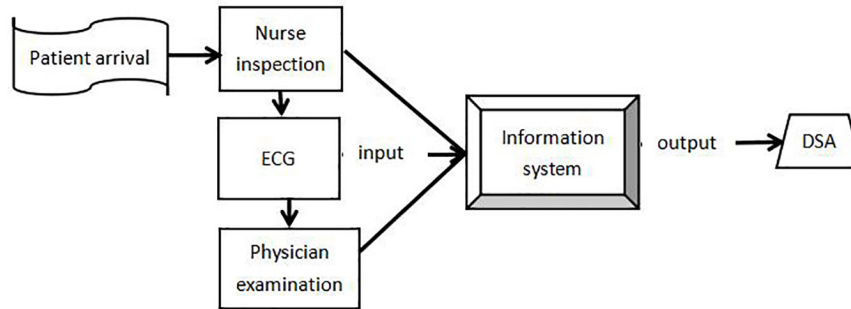 Patient arrival
Nurse
inspection
ECG
input
Physician
examination
Information
system
output
DSA